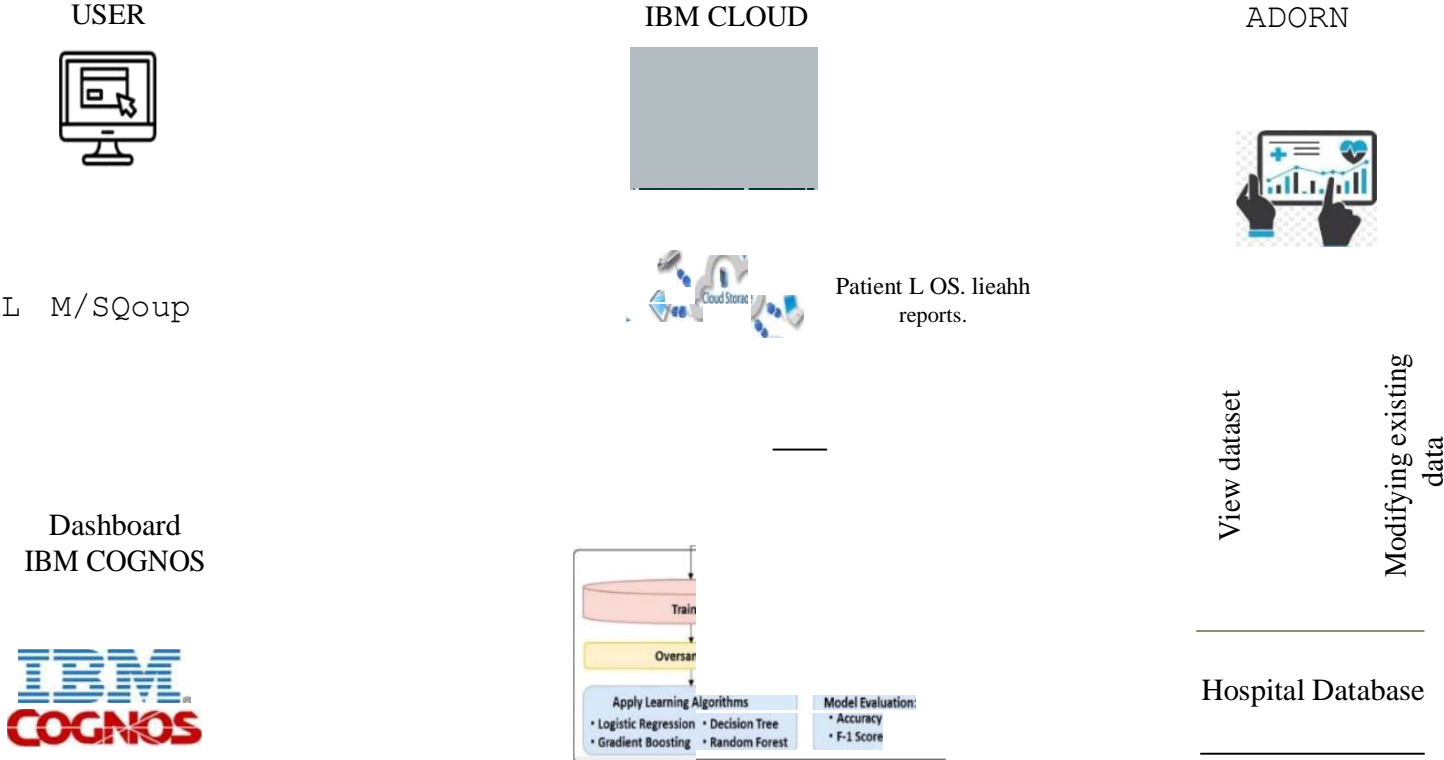 USER
IBM CLOUD
ADORN
L M/SQoup
Cloud Storag
Patient L OS. lieahh
reports.
View dataset
Modifying existing
data
Dashboard
IBM COGNOS
IBM
COGNOS
Train
Oversam
Apply Learning Algorithms
• Logistic Regression • Decision Tree
• Gradient Boosting • Random Forest
Model Evaluation:
• Accuracy
• F-1 Score
Hospital Database